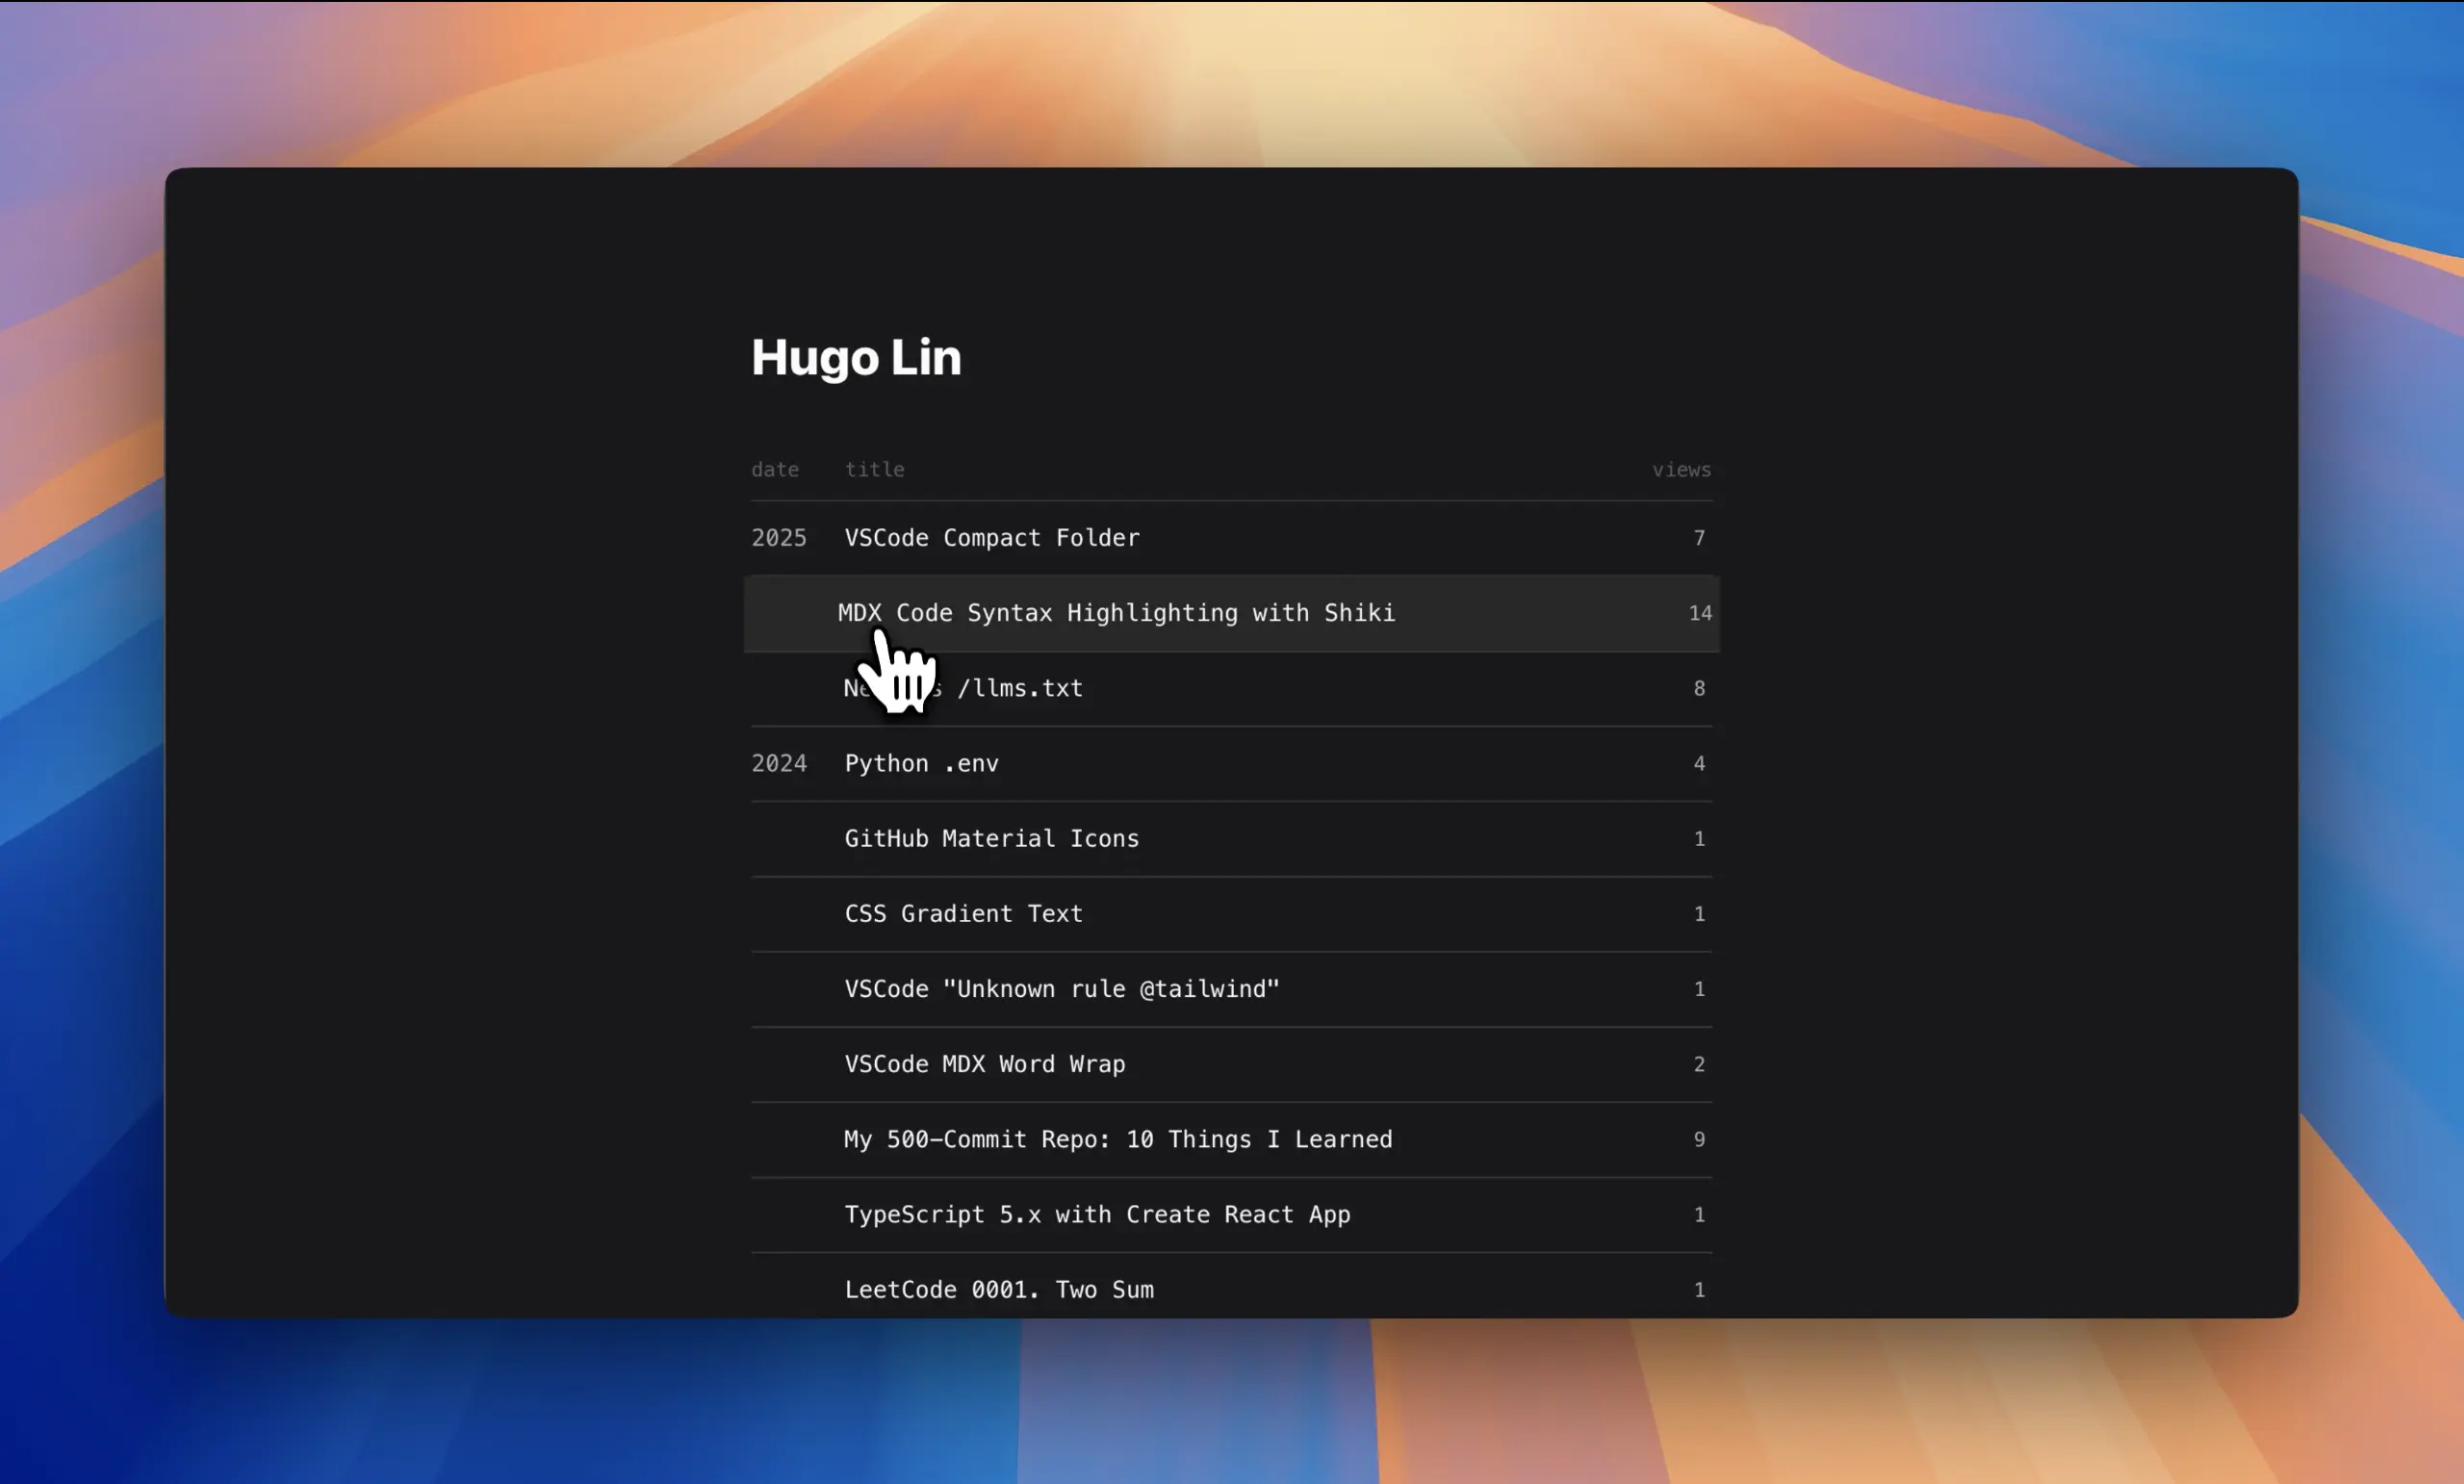 Hugo Lin
date title views
2025 VSCode Compact Folder 7
MDX Code Syntax Highlighting with Shiki 14
/llms.txt 8
2024 Python .env 4
GitHub Material Icons 1
CSS Gradient Text 1
VSCode "Unknown rule @tailwind" 1
VSCode MDX Word Wrap 2
My 500-Commit Repo: 10 Things I Learned 9
TypeScript 5.x with Create React App 1
LeetCode 0001. Two Sum 1